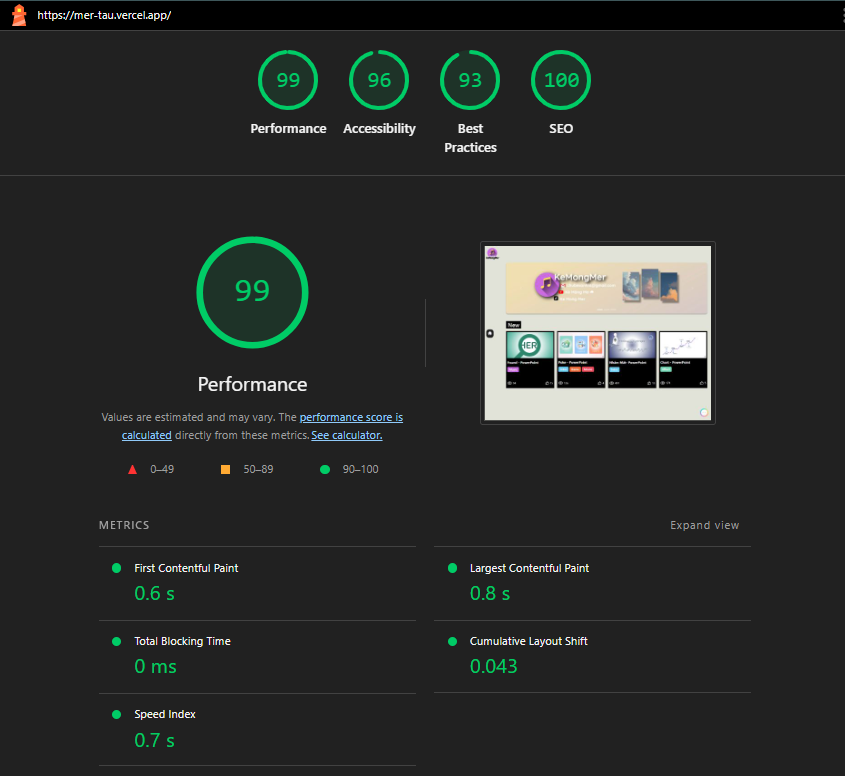 https://mer-tau.vercel.app/
99
96
93
100
Performance
Accessibility
Best
Practices
SEO
99
Performance
Values are estimated and may vary. The performance score is
calculated directly from these metrics. See calculator.
0–49
50–89
90–100
KeMongMer
New
HER
METRICS
Expand view
First Contentful Paint
0.6 s
Largest Contentful Paint
0.8 s
Total Blocking Time
0 ms
Cumulative Layout Shift
0.043
Speed Index
0.7 s